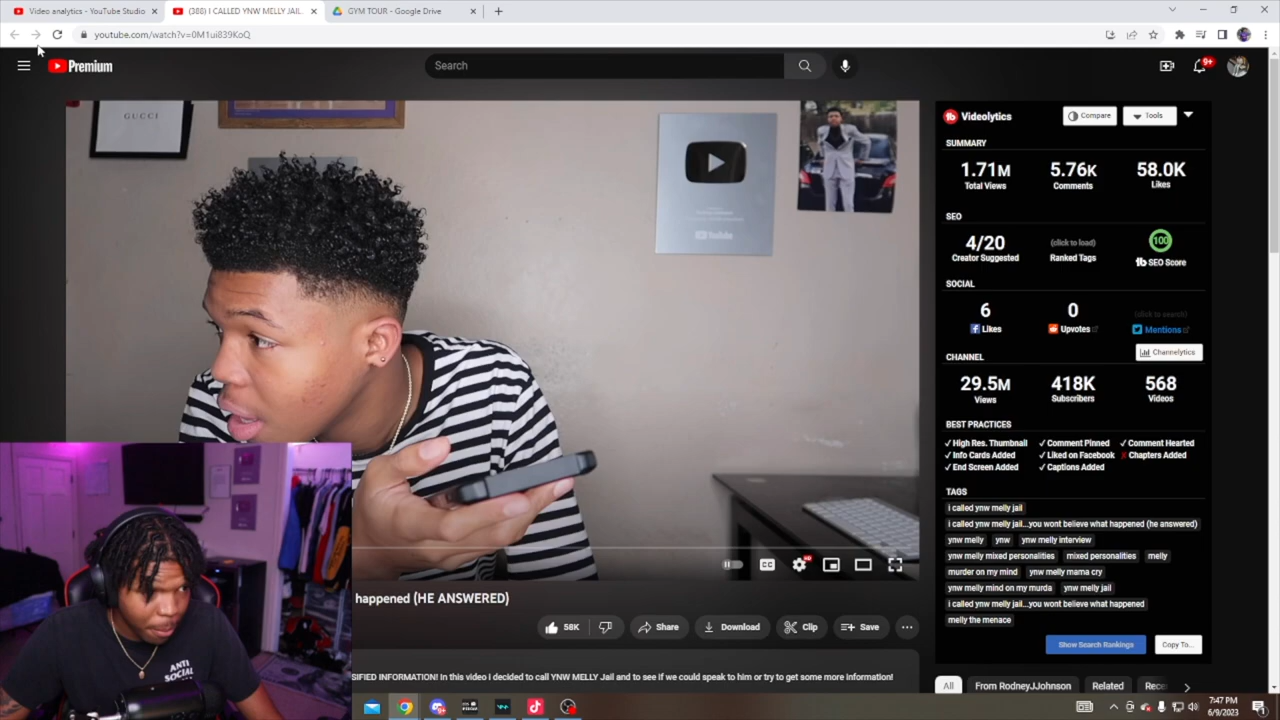 Video analytics - YouTube Studio
(388) I CALLED YNW MELLY JAIL
GYM TOUR - Google Drive
youtube.com/watch?v=0M1ui839KoQ
Premium
Search
9+
GUCCI
YouTube
Videolytics
Compare
Tools
SUMMARY
1.71M 5.76K 58.0K
Total Views Comments Likes
SEO
4/20 (click to load) 100
Creator Suggested Ranked Tags tb SEO Score
SOCIAL
6 0 (click to search)
Likes Upvotes Mentions
CHANNEL
Channelytics
29.5M 418K 568
Views Subscribers Videos
BEST PRACTICES
✓ High Res. Thumbnail ✓ Comment Pinned ✓ Comment Hearted
✓ Info Cards Added ✓ Liked on Facebook ✗ Chapters Added
✓ End Screen Added ✓ Captions Added
TAGS
i called ynw melly jail
i called ynw melly jail...you wont believe what happened (he answered)
ynw melly ynw ynw melly interview
ynw melly mixed personalities mixed personalities melly
murder on my mind ynw melly mama cry
ynw melly mind on my murda ynw melly jail
i called ynw melly jail...you wont believe what happened
melly the menace
Show Search Rankings Copy To...
All From RodneyJJohnson Related Rece
CC HD
happened (HE ANSWERED)
58K Share Download Clip Save
SIFIED INFORMATION! In this video i decided to call YNW MELLY Jail and to see if we could speak to him or try to get some more information!
ANTI
SOCIAL
7:47 PM
6/9/2023